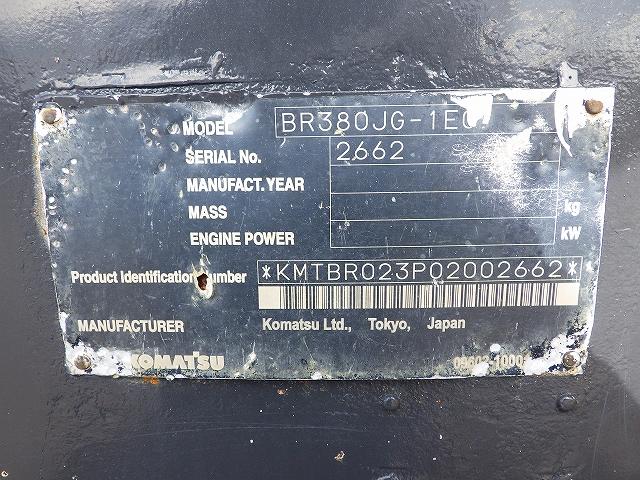 MODEL BR380JG-1E0
SERIAL No. 2662
MANUFACT. YEAR
MASS kg
ENGINE POWER kW
Product Identification Number *KMTBR023P02002662*
MANUFACTURER Komatsu Ltd., Tokyo, Japan
KOMATSU